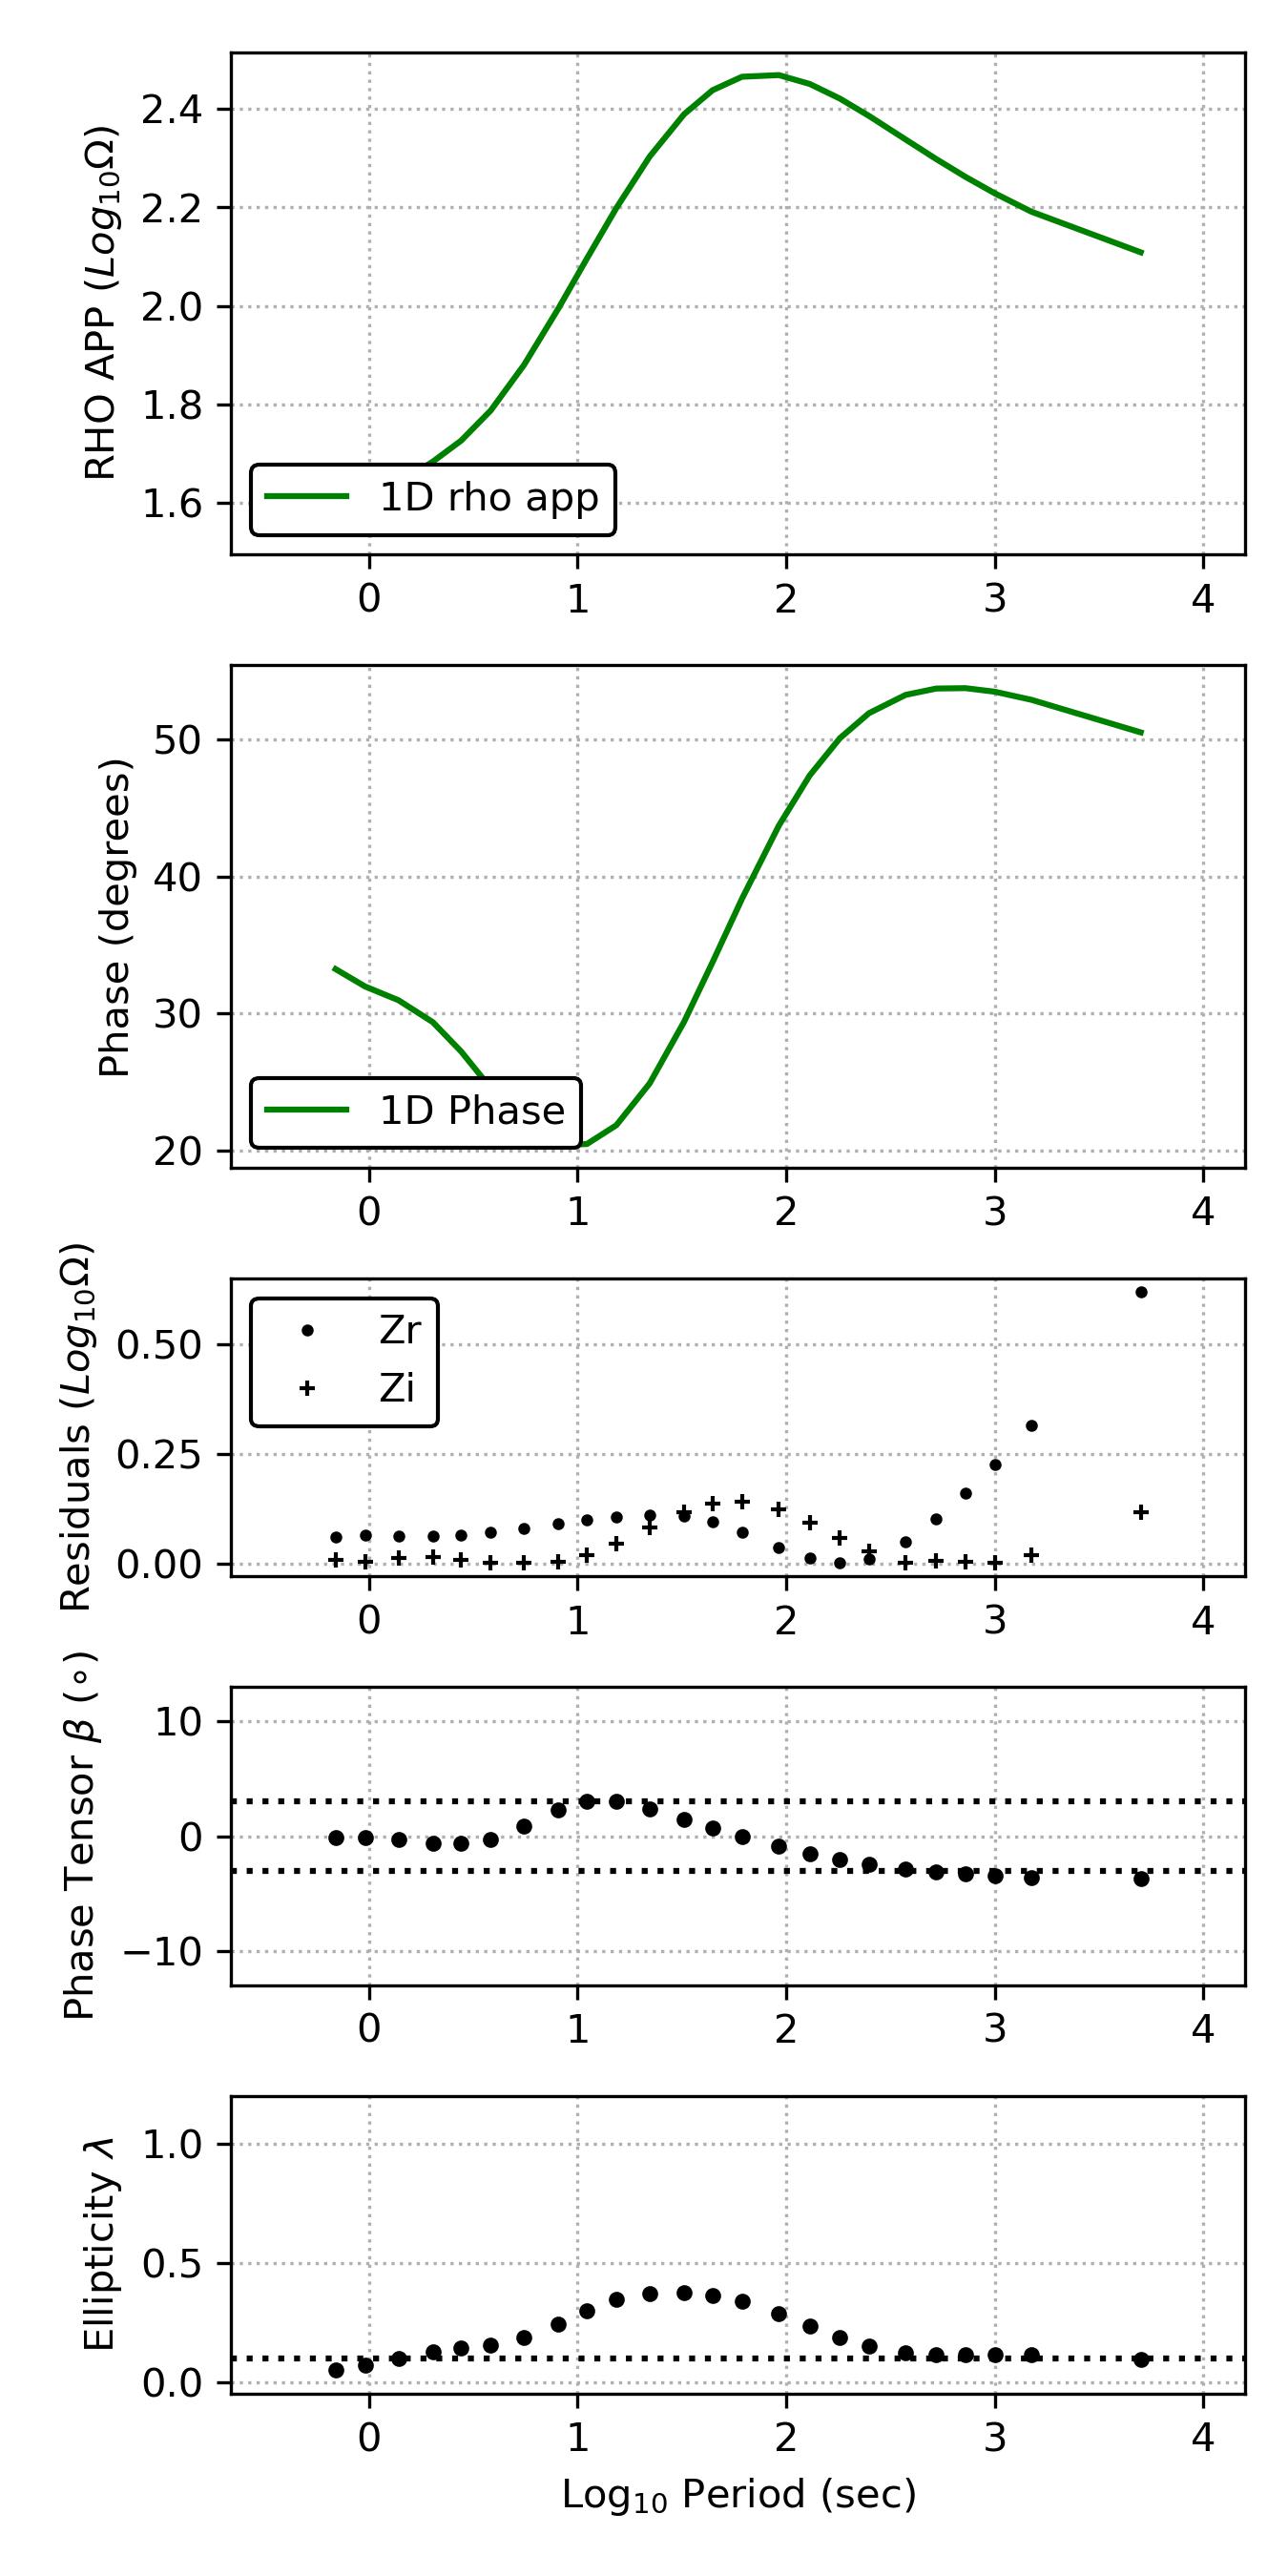 RHO APP (Log₁₀Ω)
2.4
2.2
2.0
1.8
1.6
1D rho app
0 1 2 3 4
Phase (degrees)
50
40
30
20
1D Phase
0 1 2 3 4
Residuals (Log₁₀Ω)
0.50
0.25
0.00
Zr
Zi
0 1 2 3 4
Phase Tensor β (∘)
10
0
−10
0 1 2 3 4
Ellipticity λ
1.0
0.5
0.0
0 1 2 3 4
Log₁₀ Period (sec)